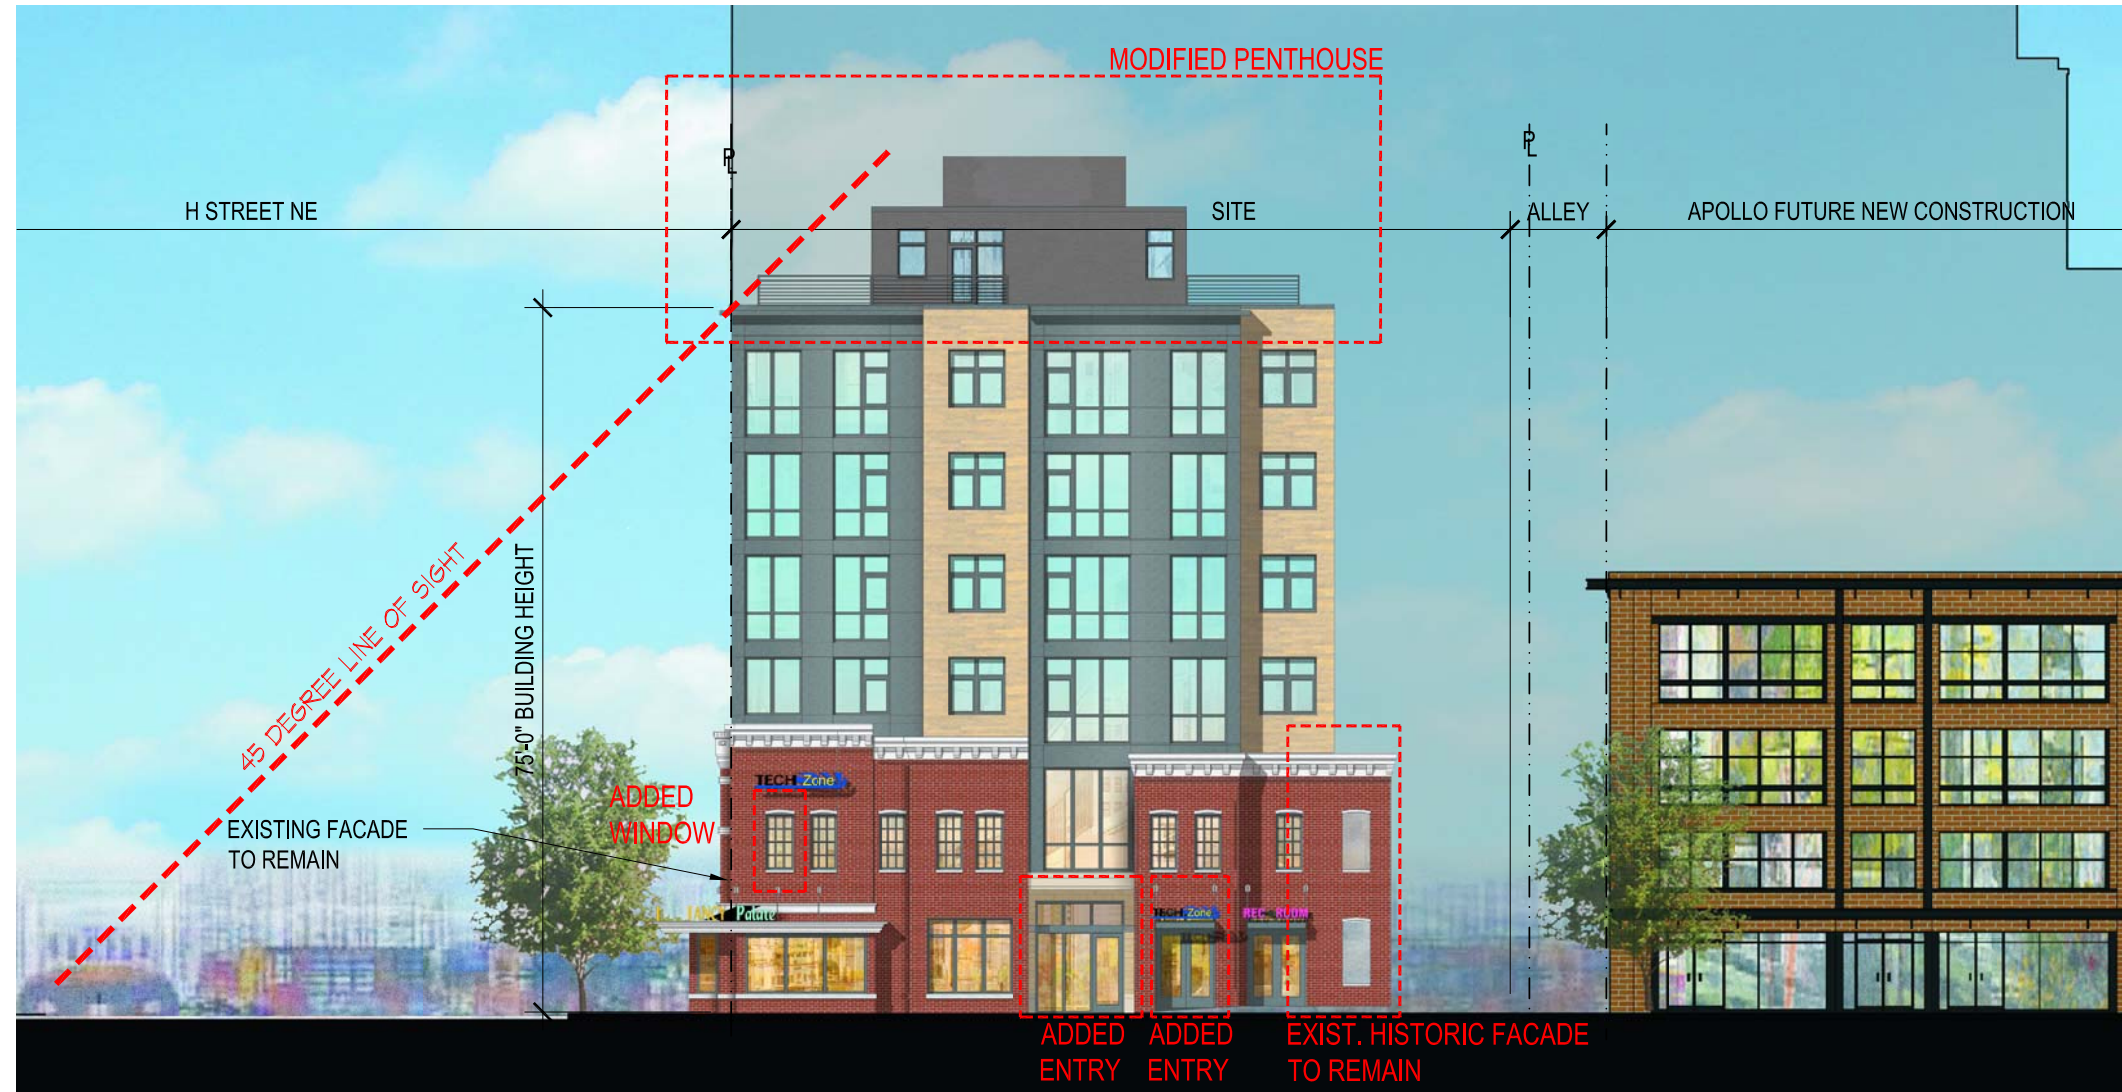 MODIFIED PENTHOUSE
PL
PL
H STREET NE
SITE
ALLEY
APOLLO FUTURE NEW CONSTRUCTION
45 DEGREE LINE OF SIGHT
75'-0" BUILDING HEIGHT
TECH Zone
ADDED
WINDOW
EXISTING FACADE
TO REMAIN
FANCY Palate
TECH Zone
REC ROOM
ADDED
ENTRY
ADDED
ENTRY
EXIST. HISTORIC FACADE
TO REMAIN